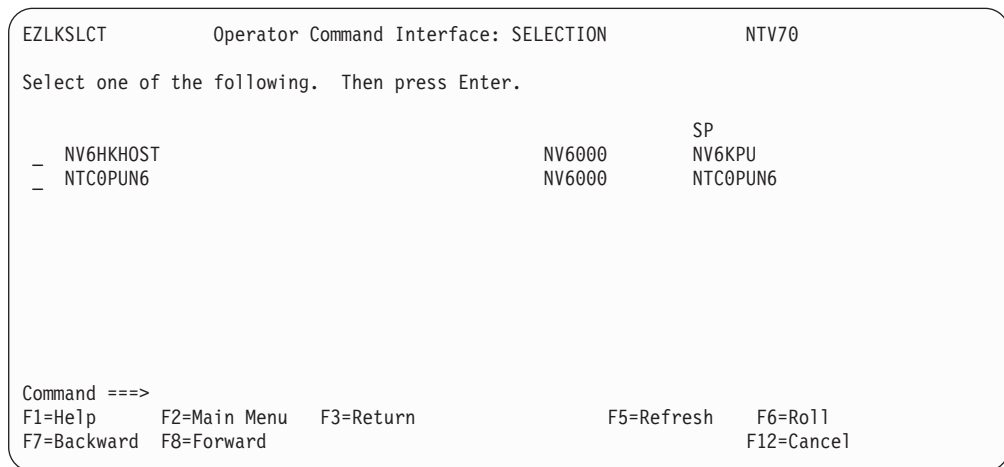 EZLKSLCT Operator Command Interface: SELECTION NTV70
Select one of the following. Then press Enter.
SP
_ NV6HKHOST NV6000 NV6KPU
_ NTC0PUN6 NV6000 NTC0PUN6
Command ===>
F1=Help F2=Main Menu F3=Return F5=Refresh F6=Roll
F7=Backward F8=Forward F12=Cancel